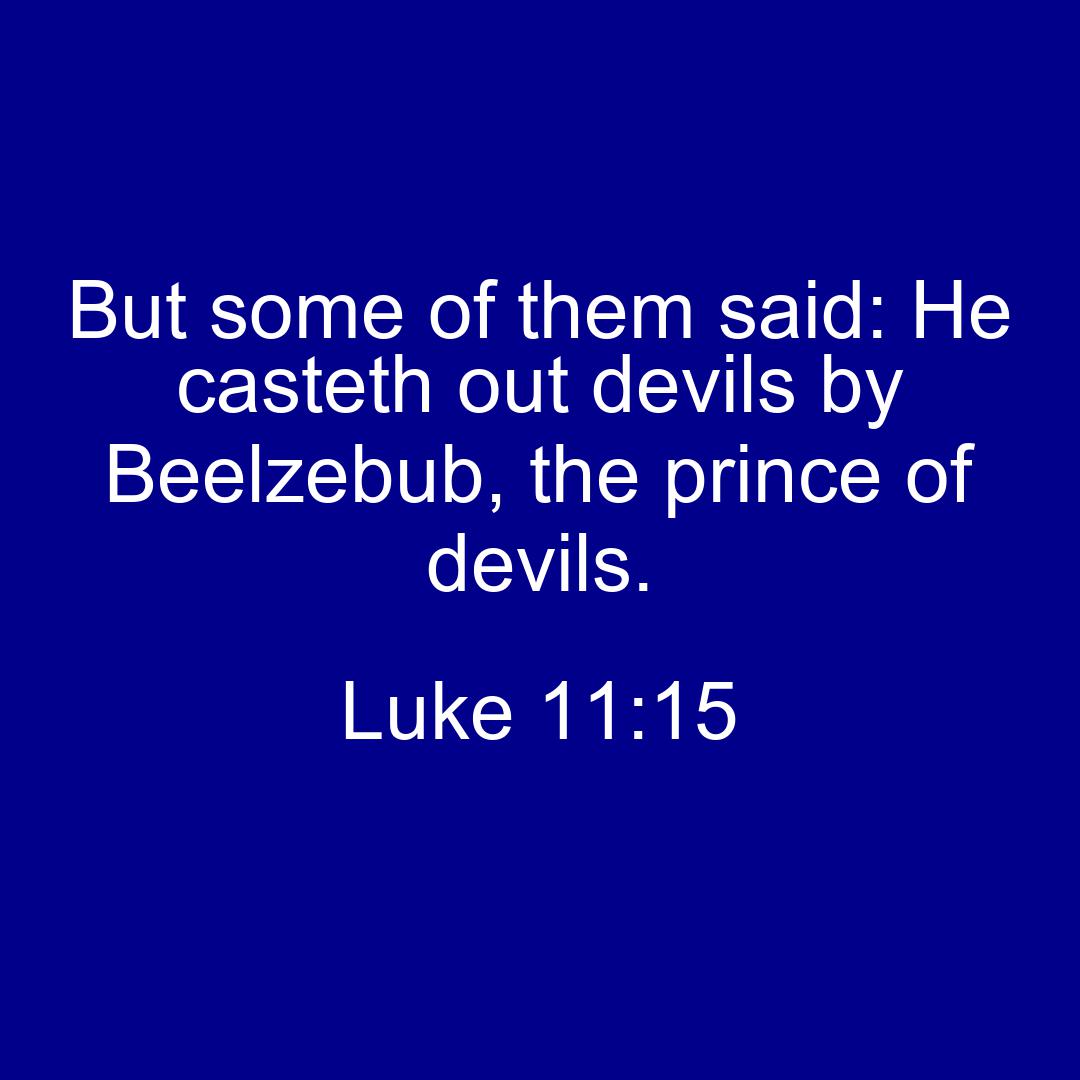 But some of them said: He
casteth out devils by
Beelzebub, the prince of
devils.
Luke 11:15